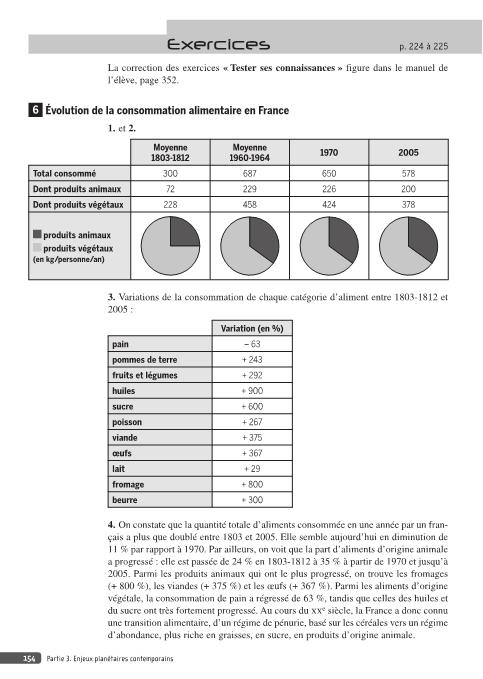 Exercices
p. 224 à 225
La correction des exercices « Tester ses connaissances » figure dans le manuel de
l'élève, page 352.
6 Évolution de la consommation alimentaire en France
1. et 2.
Moyenne 1803-1812 Moyenne 1960-1964 1970 2005
Total consommé 300 687 650 578
Dont produits animaux 72 229 226 200
Dont produits végétaux 228 458 424 378
produits animaux
produits végétaux
(en kg/personne/an)
3. Variations de la consommation de chaque catégorie d'aliment entre 1803-1812 et
2005 :
Variation (en %)
pain – 63
pommes de terre + 243
fruits et légumes + 292
huiles + 900
sucre + 600
poisson + 267
viande + 375
œufs + 367
lait + 29
fromage + 800
beurre + 300
4. On constate que la quantité totale d'aliments consommée en une année par un fran-
çais a plus que doublé entre 1803 et 2005. Elle semble aujourd'hui en diminution de
11 % par rapport à 1970. Par ailleurs, on voit que la part d'aliments d'origine animale
a progressé : elle est passée de 24 % en 1803-1812 à 35 % à partir de 1970 et jusqu'à
2005. Parmi les produits animaux qui ont le plus progressé, on trouve les fromages
(+ 800 %), les viandes (+ 375 %) et les œufs (+ 367 %). Parmi les aliments d'origine
végétale, la consommation de pain a régressé de 63 %, tandis que celles des huiles et
du sucre ont très fortement progressé. Au cours du XXe siècle, la France a donc connu
une transition alimentaire, d'un régime de pénurie, basé sur les céréales vers un régime
d'abondance, plus riche en graisses, en sucre, en produits d'origine animale.
154 Partie 3. Enjeux planétaires contemporains